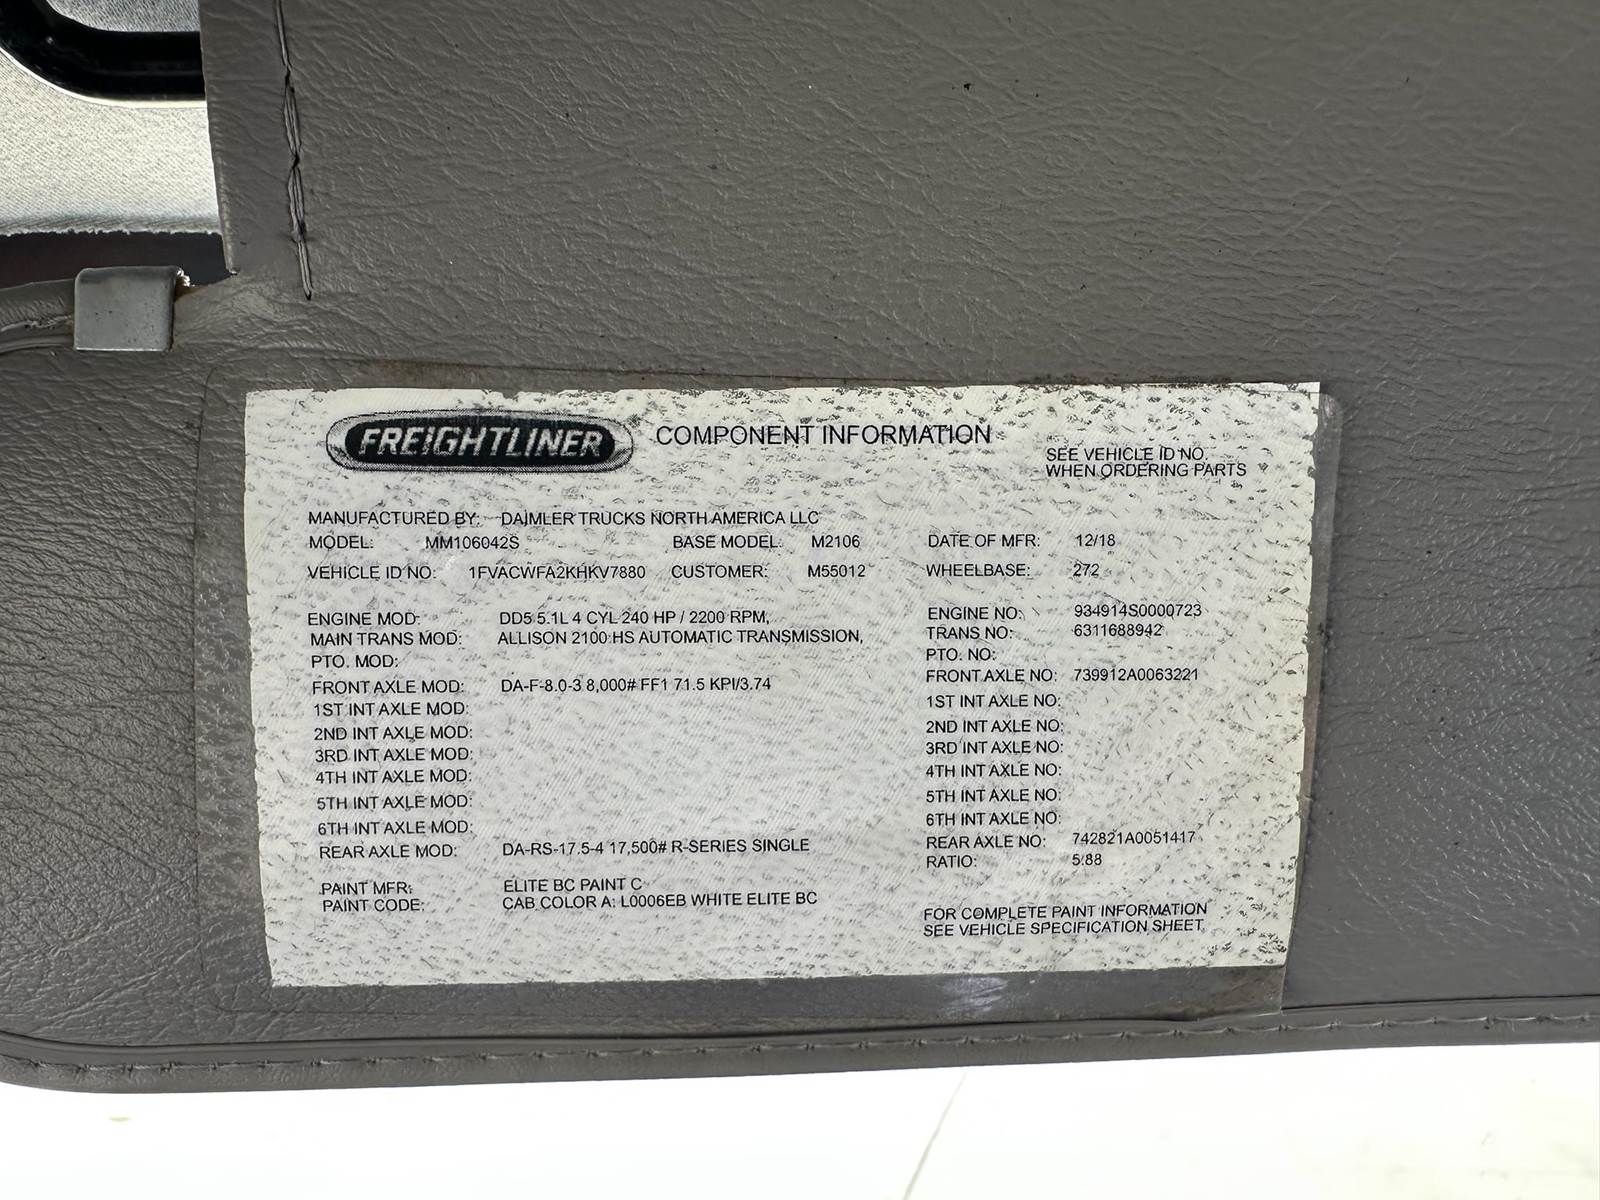 FREIGHTLINER COMPONENT INFORMATION
SEE VEHICLE ID NO.
WHEN ORDERING PARTS
MANUFACTURED BY: DAIMLER TRUCKS NORTH AMERICA LLC
MODEL: MM106042S BASE MODEL: M2106 DATE OF MFR: 12/18
VEHICLE ID NO: 1FVACWFA2KHKV7880 CUSTOMER: M55012 WHEELBASE: 272
ENGINE MOD: DD5 5.1L 4 CYL 240 HP / 2200 RPM, ENGINE NO: 934914S0000723
MAIN TRANS MOD: ALLISON 2100 HS AUTOMATIC TRANSMISSION, TRANS NO: 6311688942
PTO. MOD: PTO. NO:
FRONT AXLE MOD: DA-F-8.0-3 8,000# FF1 71.5 KPI/3.74 FRONT AXLE NO: 739912A0063221
1ST INT AXLE MOD: 1ST INT AXLE NO:
2ND INT AXLE MOD: 2ND INT AXLE NO:
3RD INT AXLE MOD: 3RD INT AXLE NO:
4TH INT AXLE MOD: 4TH INT AXLE NO:
5TH INT AXLE MOD: 5TH INT AXLE NO:
6TH INT AXLE MOD: 6TH INT AXLE NO:
REAR AXLE MOD: DA-RS-17.5-4 17,500# R-SERIES SINGLE REAR AXLE NO: 742821A0051417
RATIO: 5.88
PAINT MFR: ELITE BC PAINT C
PAINT CODE: CAB COLOR A: L0006EB WHITE ELITE BC
FOR COMPLETE PAINT INFORMATION
SEE VEHICLE SPECIFICATION SHEET